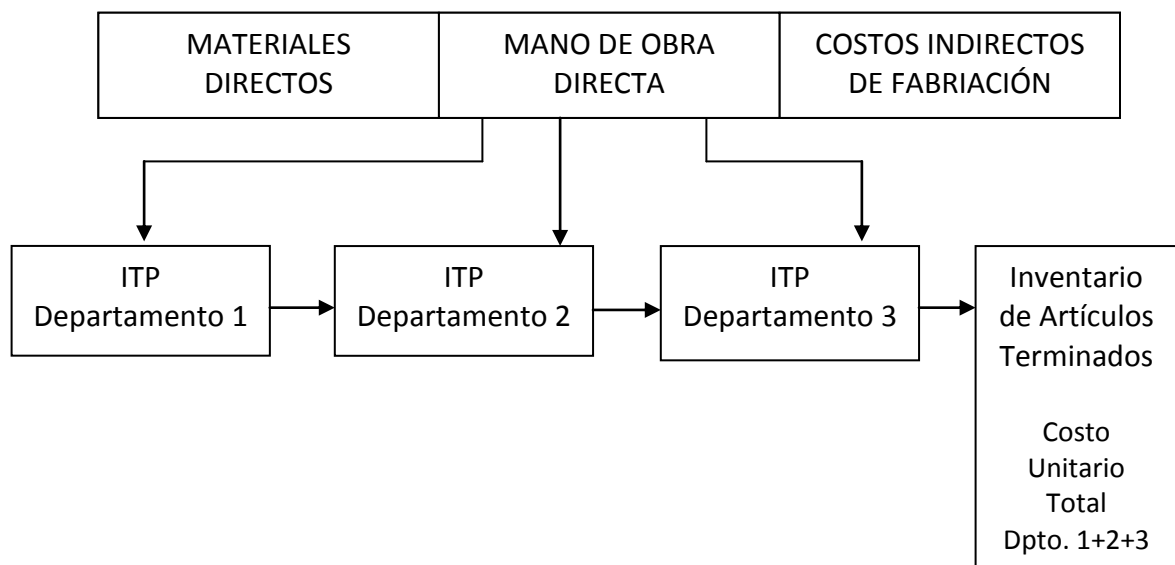 MATERIALES
DIRECTOS
MANO DE OBRA
DIRECTA
COSTOS INDIRECTOS
DE FABRIACIÓN
ITP
Departamento 1
ITP
Departamento 2
ITP
Departamento 3
Inventario
de Artículos
Terminados
Costo
Unitario
Total
Dpto. 1+2+3